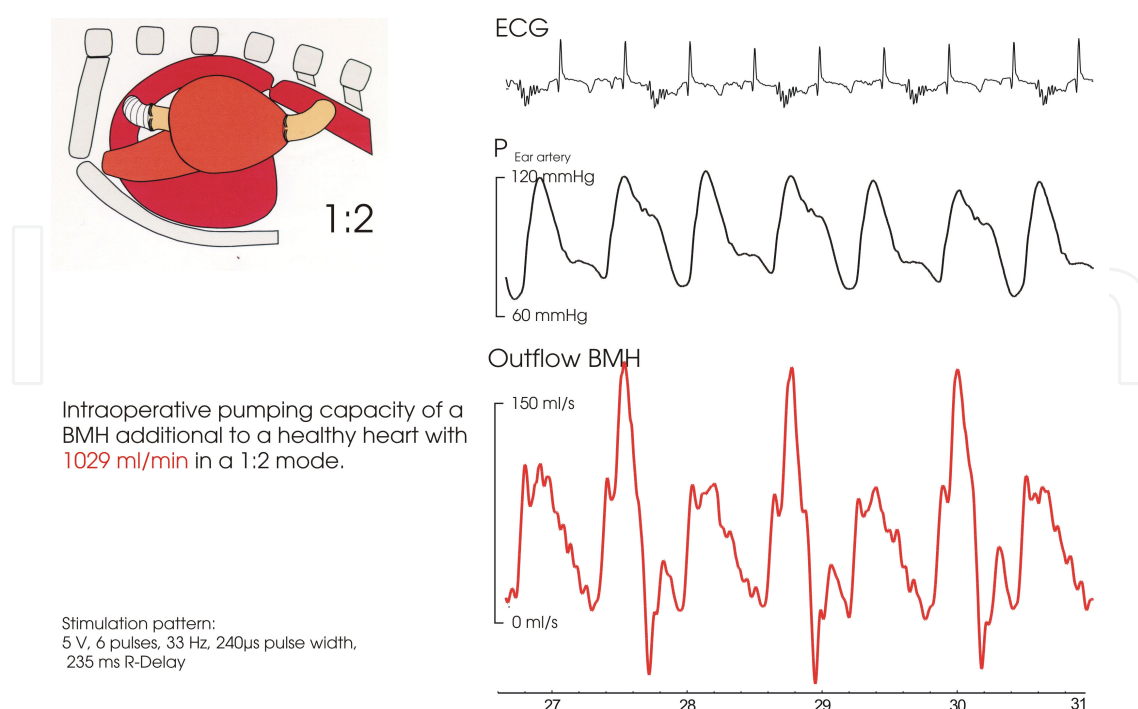 ECG
P Ear artery
120 mmHg
1:2
60 mmHg
Outflow BMH
150 ml/s
Intraoperative pumping capacity of a
BMH additional to a healthy heart with
1029 ml/min in a 1:2 mode.
0 ml/s
Stimulation pattern:
5 V, 6 pulses, 33 Hz, 240µs pulse width,
235 ms R-Delay
27 28 29 30 31